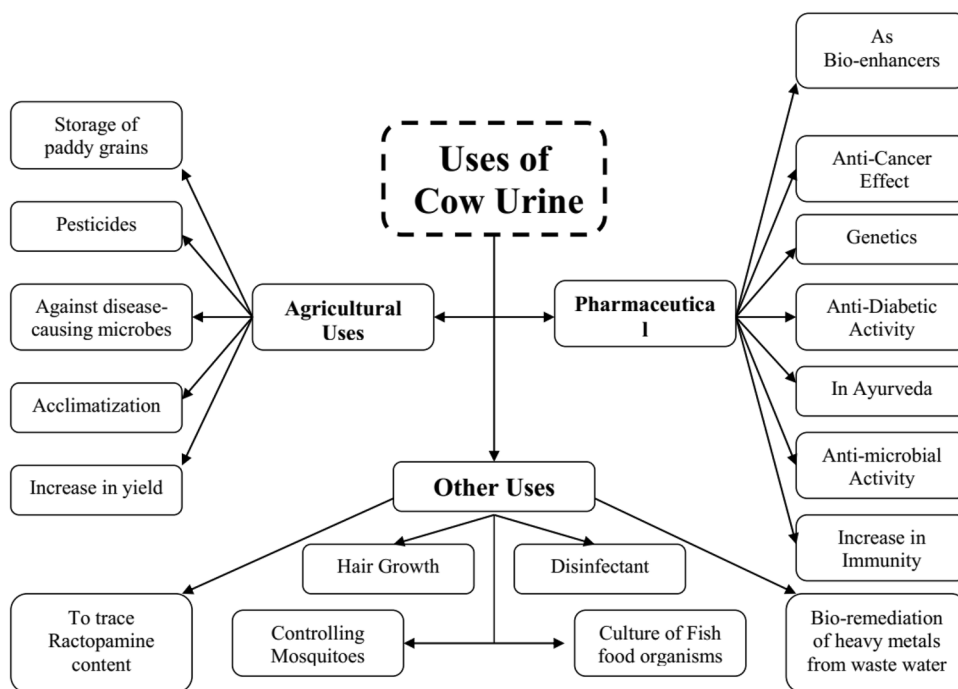 Uses of
Cow Urine
Agricultural
Uses
Storage of
paddy grains
Pesticides
Against disease-
causing microbes
Acclimatization
Increase in yield
Pharmaceutica
l
As
Bio-enhancers
Anti-Cancer
Effect
Genetics
Anti-Diabetic
Activity
In Ayurveda
Anti-microbial
Activity
Increase in
Immunity
Other Uses
Hair Growth
Disinfectant
To trace
Ractopamine
content
Controlling
Mosquitoes
Culture of Fish
food organisms
Bio-remediation
of heavy metals
from waste water